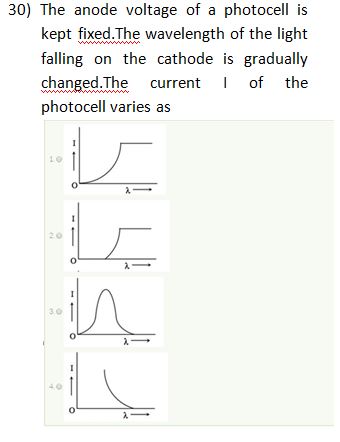 30) The anode voltage of a photocell is
kept fixed.The wavelength of the light
falling on the cathode is gradually
changed.The current I of the
photocell varies as
1.
I
O
λ
2.
I
O
λ
3.
I
O
λ
4.
I
O
λ